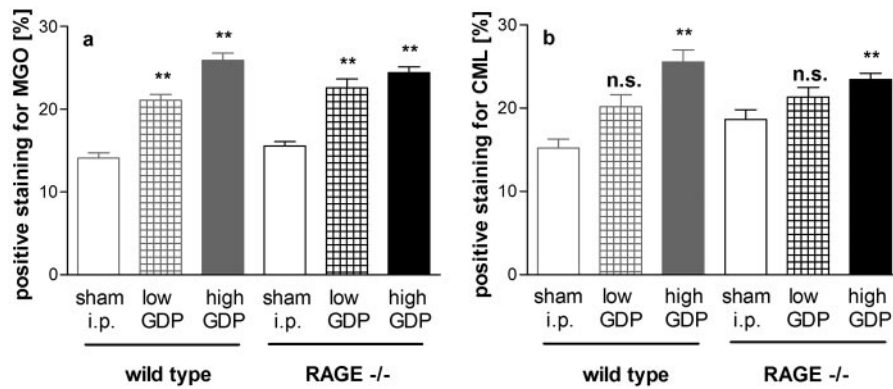 a
positive staining for MGO [%]
30
20
10
0
**
**
**
**
sham i.p.
low GDP
high GDP
sham i.p.
low GDP
high GDP
wild type
RAGE -/-
b
positive staining for CML [%]
30
20
10
0
n.s.
**
n.s.
**
sham i.p.
low GDP
high GDP
sham i.p.
low GDP
high GDP
wild type
RAGE -/-